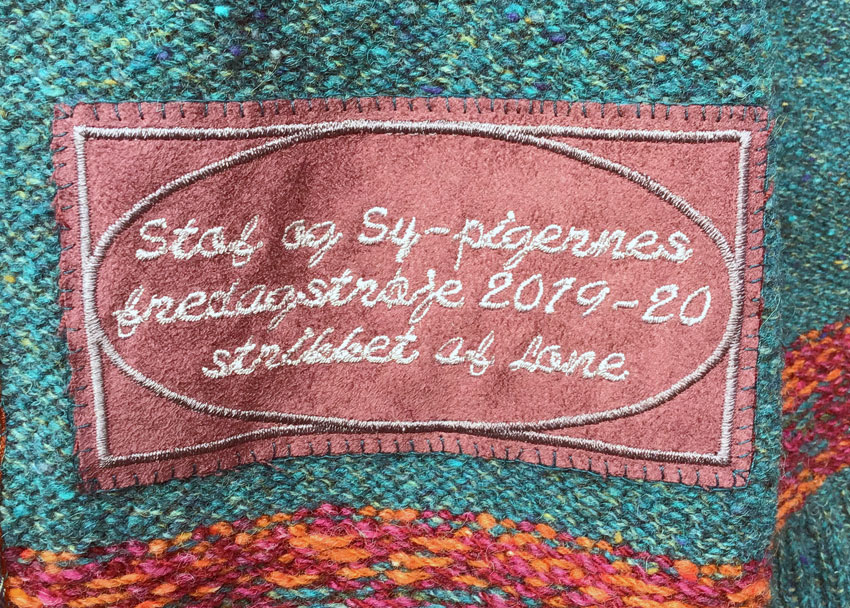 Stof og Sy-pigernes
fredagstrøje 2019-20
strikket af Lone